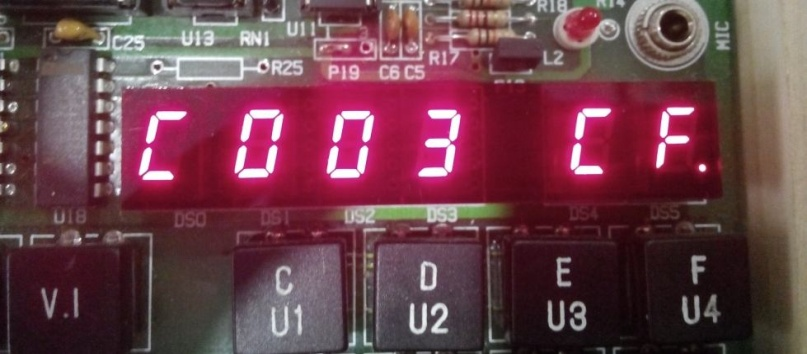 R18
R14
C25
U13
RN1
U11
P19
C6 C5
R17
L2
MIC
R25
C003 CF.
U18
DS0
DS1
DS2
DS3
DS4
DS5
V.I
C
U1
D
U2
E
U3
F
U4